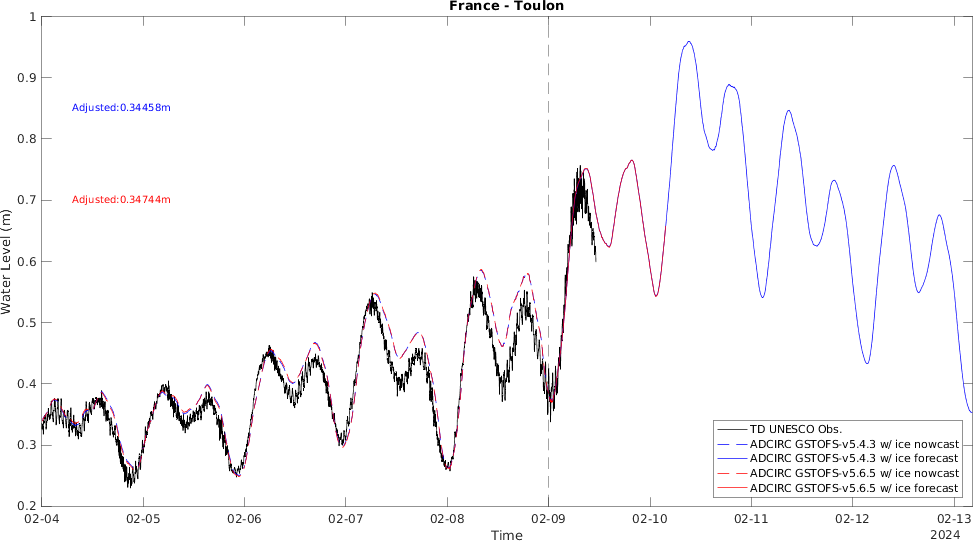 France - Toulon
1
0.9
0.8
0.7
0.6
0.5
0.4
0.3
0.2
Water Level (m)
Adjusted:0.34458m
Adjusted:0.34744m
TD UNESCO Obs.
ADCIRC GSTOFS-v5.4.3 w/ ice nowcast
ADCIRC GSTOFS-v5.4.3 w/ ice forecast
ADCIRC GSTOFS-v5.6.5 w/ ice nowcast
ADCIRC GSTOFS-v5.6.5 w/ ice forecast
02-04 02-05 02-06 02-07 02-08 02-09 02-10 02-11 02-12 02-13
Time
2024